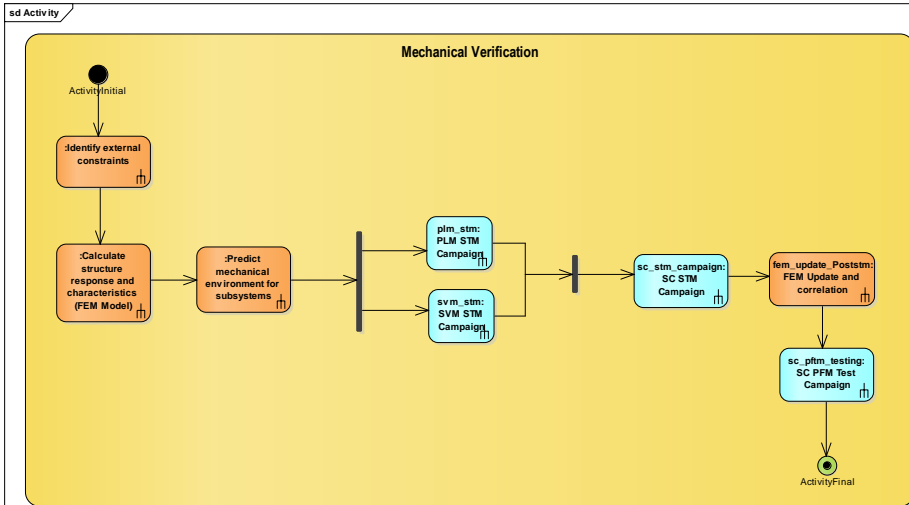 sd Activity
Mechanical Verification
ActivityInitial
:Identify external
constraints
:Calculate
structure
response and
characteristics
(FEM Model)
:Predict
mechanical
environment for
subsystems
plm_stm:
PLM STM
Campaign
svm_stm:
SVM STM
Campaign
sc_stm_campaign:
SC STM
Campaign
fem_update_Poststm:
FEM Update and
correlation
sc_pftm_testing:
SC PFM Test
Campaign
ActivityFinal